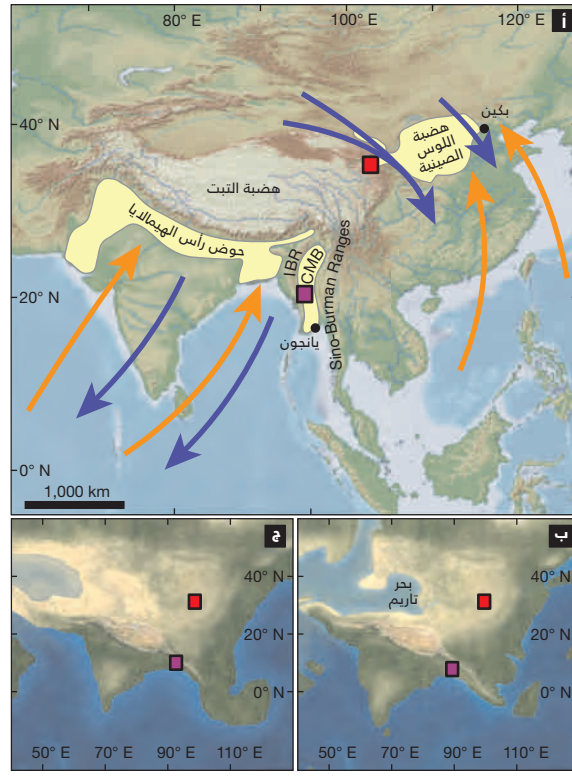 80° E
100° E
120° E
أ
بكين
40° N
هضبة
اللوس
الصينية
هضبة التبت
حوض رأس الهيمالايا
IBR
CMB
Sino-Burman Ranges
20° N
يانجون
0° N
1,000 km
ج
40° N
20° N
0° N
50° E
70° E
90° E
110° E
ب
بحر
تاريم
40° N
20° N
0° N
50° E
70° E
90° E
110° E